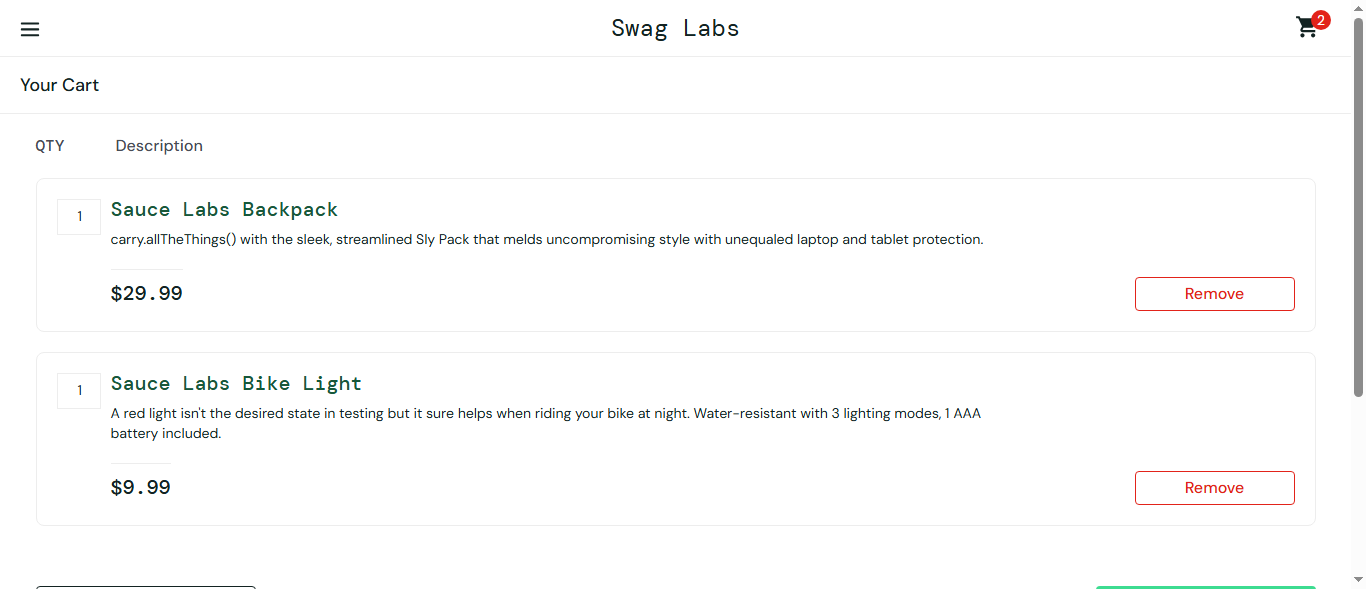 Swag Labs
2
Your Cart
QTY Description
1
Sauce Labs Backpack
carry.allTheThings() with the sleek, streamlined Sly Pack that melds uncompromising style with unequaled laptop and tablet protection.
$29.99
Remove
1
Sauce Labs Bike Light
A red light isn't the desired state in testing but it sure helps when riding your bike at night. Water-resistant with 3 lighting modes, 1 AAA
battery included.
$9.99
Remove